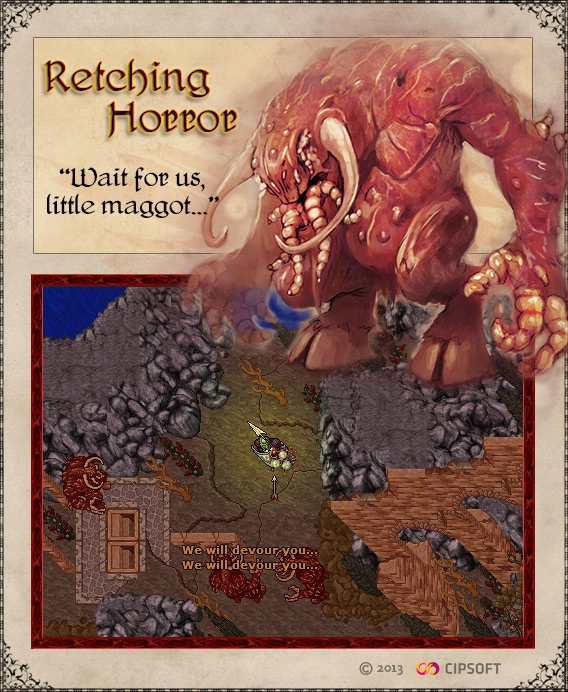 Retching
Horror
“Wait for us,
little maggot...”
We will devour you...
We will devour you...
© 2013 CIPSOFT